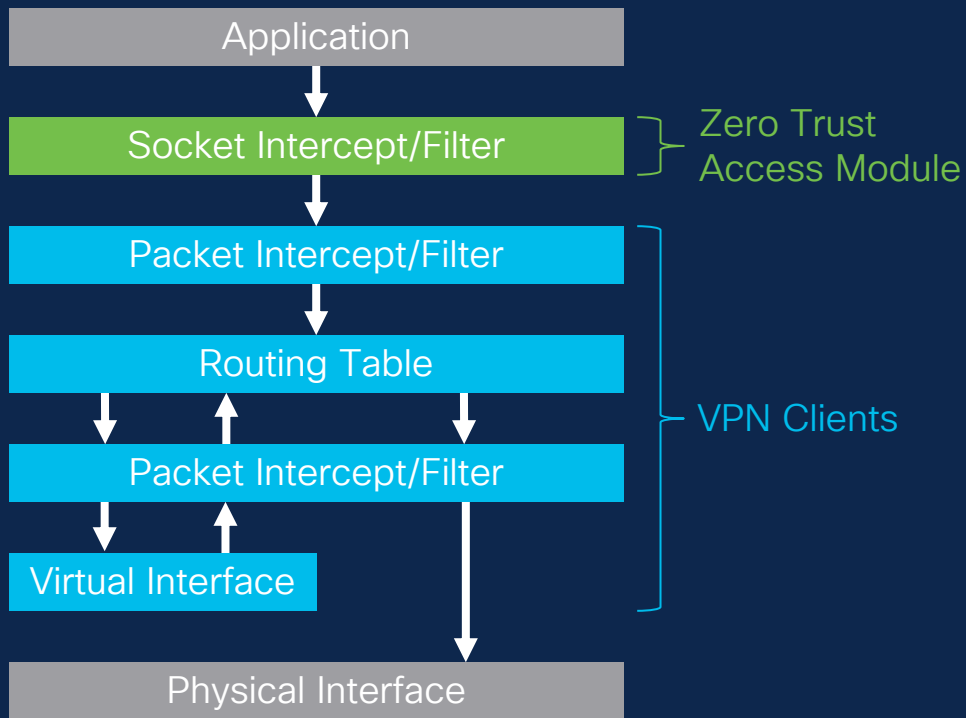 Application
Socket Intercept/Filter
Zero Trust
Access Module
Packet Intercept/Filter
Routing Table
VPN Clients
Packet Intercept/Filter
Virtual Interface
Physical Interface